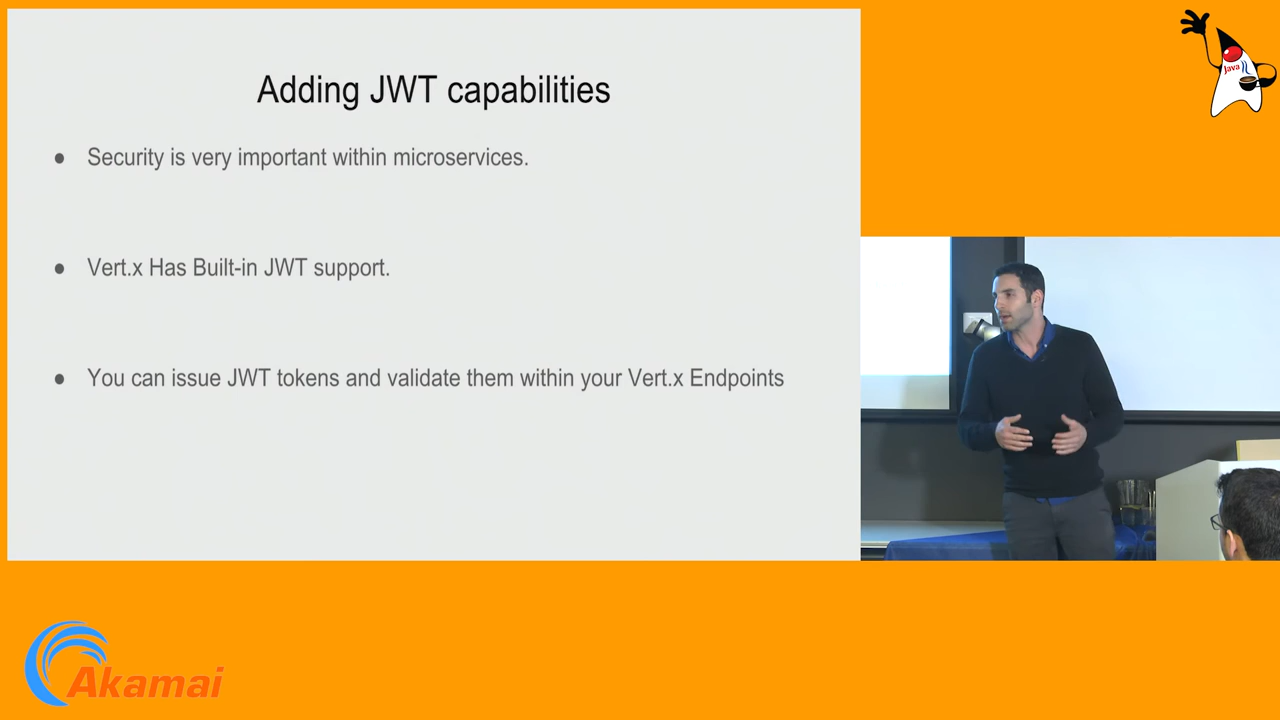 Adding JWT capabilities
● Security is very important within microservices.
● Vert.x Has Built-in JWT support.
● You can issue JWT tokens and validate them within your Vert.x Endpoints
Java
Akamai